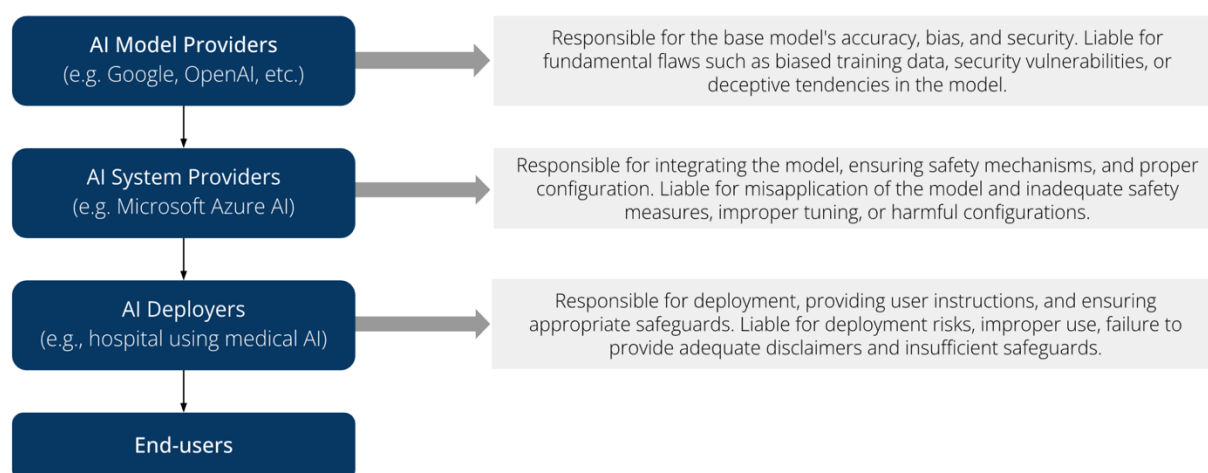 AI Model Providers
(e.g. Google, OpenAI, etc.)
Responsible for the base model's accuracy, bias, and security. Liable for
fundamental flaws such as biased training data, security vulnerabilities, or
deceptive tendencies in the model.
AI System Providers
(e.g. Microsoft Azure AI)
Responsible for integrating the model, ensuring safety mechanisms, and proper
configuration. Liable for misapplication of the model and inadequate safety
measures, improper tuning, or harmful configurations.
AI Deployers
(e.g., hospital using medical AI)
Responsible for deployment, providing user instructions, and ensuring
appropriate safeguards. Liable for deployment risks, improper use, failure to
provide adequate disclaimers and insufficient safeguards.
End-users